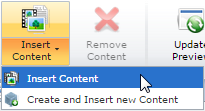 Insert
Content
Remove
Content
Update
Preview
Insert Content
Create and Insert new Content